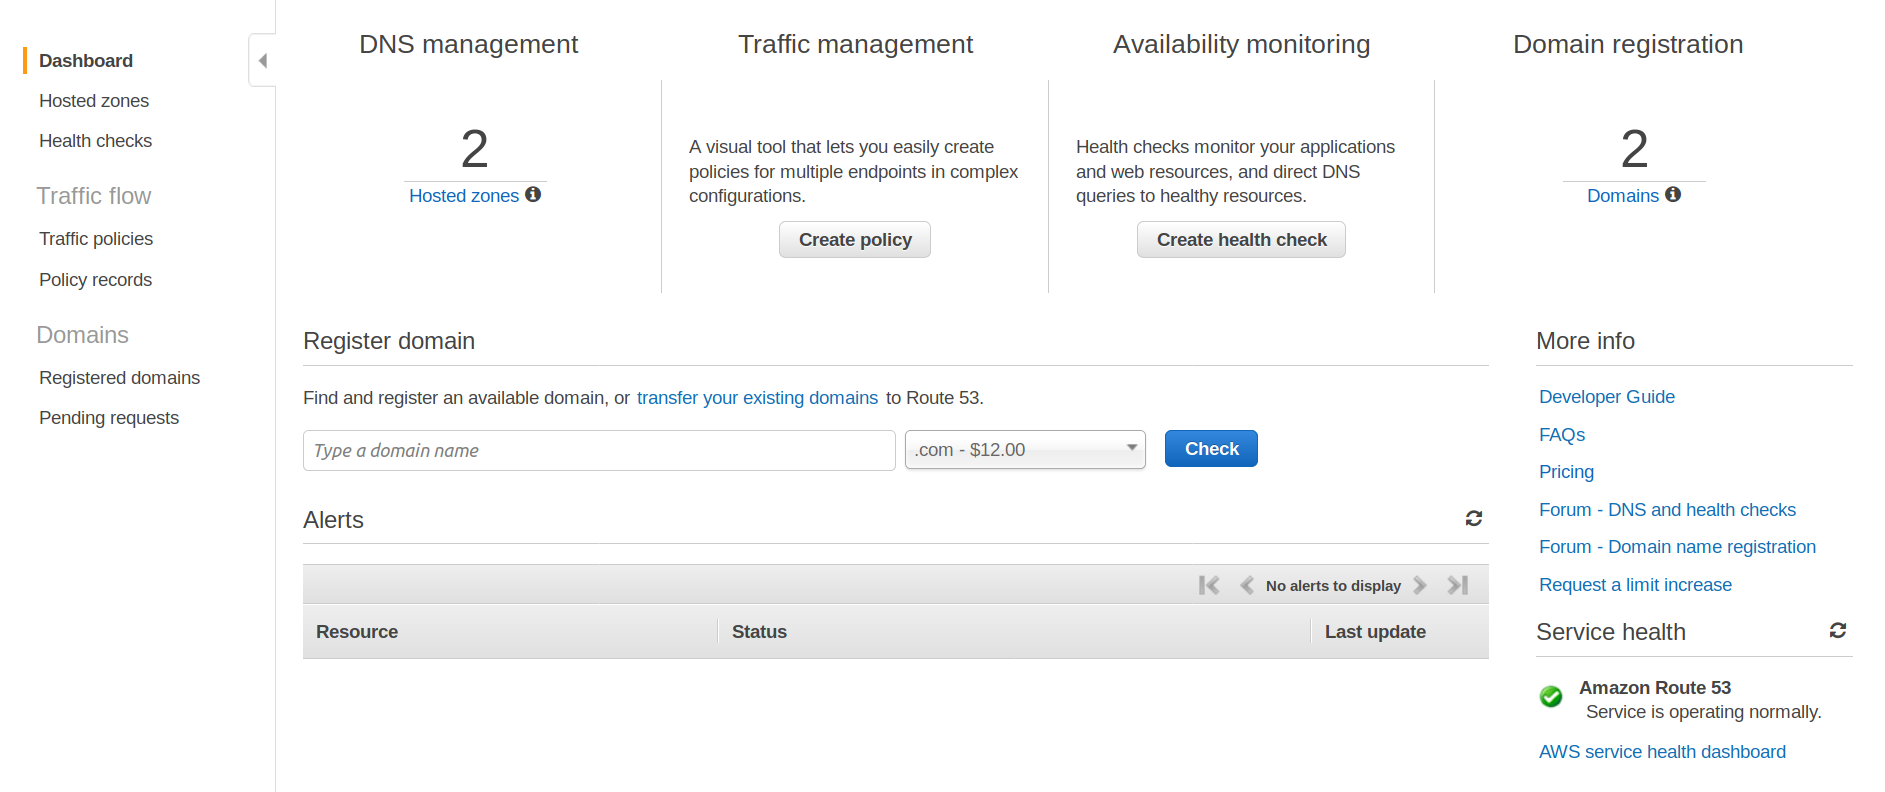 Dashboard
Hosted zones
Health checks
Traffic flow
Traffic policies
Policy records
Domains
Registered domains
Pending requests
DNS management
2
Hosted zones
Traffic management
A visual tool that lets you easily create
policies for multiple endpoints in complex
configurations.
Create policy
Availability monitoring
Health checks monitor your applications
and web resources, and direct DNS
queries to healthy resources.
Create health check
Domain registration
2
Domains
Register domain
Find and register an available domain, or transfer your existing domains to Route 53.
Type a domain name
.com - $12.00
Check
Alerts
No alerts to display
Resource
Status
Last update
More info
Developer Guide
FAQs
Pricing
Forum - DNS and health checks
Forum - Domain name registration
Request a limit increase
Service health
Amazon Route 53
Service is operating normally.
AWS service health dashboard